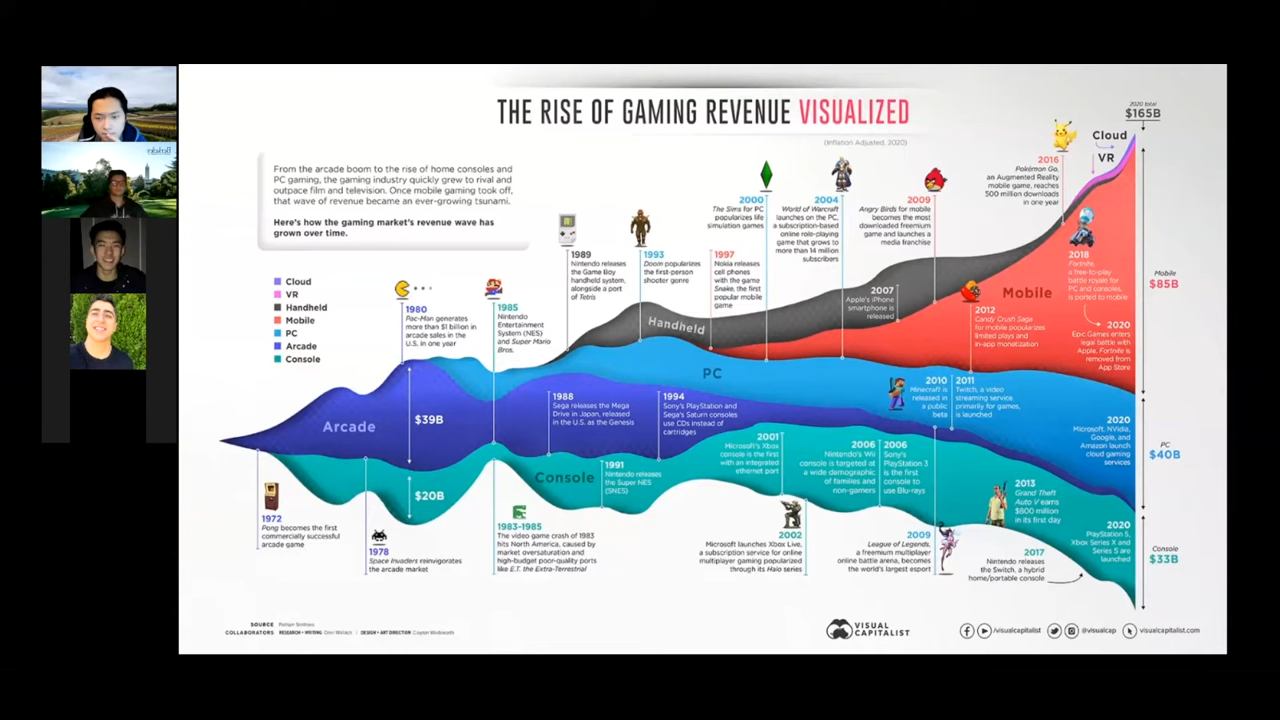 THE RISE OF GAMING REVENUE VISUALIZED
(Inflation Adjusted, 2020)
From the arcade boom to the rise of home consoles and
PC gaming, the gaming industry quickly grew to rival and
outpace film and television. Once mobile gaming took off,
that wave of revenue became an ever-growing tsunami.
Here's how the gaming market's revenue wave has
grown over time.
Cloud
VR
Handheld
Mobile
PC
Arcade
Console
1972
Pong becomes the first
commercially successful
arcade game
1978
Space Invaders reinvigorates
the arcade market
1980
Pac-Man generates
more than $1 billion in
arcade sales in the
U.S. in one year
1985
Nintendo
Entertainment
System (NES)
and Super Mario
Bros.
1983-1985
The video game crash of 1983
hits North America, caused by
market oversaturation and
high-budget poor-quality ports
like E.T. the Extra-Terrestrial
1989
Nintendo releases
the Game Boy
handheld system,
alongside a port
of Tetris
1988
Sega releases the Mega
Drive in Japan, released
in the U.S. as the Genesis
1991
Nintendo releases
the Super NES
(SNES)
1993
Doom popularizes
the first-person
shooter genre
1994
Sony's PlayStation and
Sega's Saturn consoles
use CDs instead of
cartridges
1997
Nokia releases
cell phones
with the game
Snake, the first
popular mobile
game
2000
The Sims for PC
popularizes life
simulation games
2001
Microsoft's Xbox
console is the first
with an integrated
ethernet port
2002
Microsoft launches Xbox Live,
a subscription service for online
multiplayer gaming popularized
through its Halo series
2004
World of Warcraft
launches on the PC,
a subscription-based
online role-playing
game that grows to
more than 14 million
subscribers
2006
Nintendo's Wii
console is targeted at
a wide demographic
of families and
non-gamers
2006
Sony's
PlayStation 3
is the first
console to
use Blu-rays
2007
Apple's iPhone
smartphone is
released
2009
Angry Birds for mobile
becomes the most
downloaded freemium
game and launches a
media franchise
2009
League of Legends,
a freemium multiplayer
online battle arena, becomes
the world's largest esport
2010
Minecraft is
released in
a public
beta
2011
Twitch, a video
streaming service
primarily for games,
is launched
2012
Candy Crush Saga
for mobile popularizes
limited plays and
in-app monetization
2013
Grand Theft
Auto V earns
$800 million
in its first day
2016
Pokémon Go,
an Augmented Reality
mobile game, reaches
500 million downloads
in one year
2017
Nintendo releases
the Switch, a hybrid
home/portable console
2018
Fortnite,
a free-to-play
battle royale for
PC and consoles,
is ported to mobile
2020
Epic Games enters
legal battle with
Apple, Fortnite is
removed from
App Store
2020
Microsoft, NVidia,
Google, and
Amazon launch
cloud gaming
services
2020
PlayStation 5,
Xbox Series X and
Series S are
launched
Arcade
$39B
$20B
Console
Handheld
PC
Mobile
Cloud
VR
2020 total
$165B
Mobile
$85B
PC
$40B
Console
$33B
SOURCE Pelham Smithers
COLLABORATORS RESEARCH + WRITING Omri Wallach | DESIGN + ART DIRECTION Clayton Wadsworth
VISUAL
CAPITALIST
/visualcapitalist @visualcap visualcapitalist.com